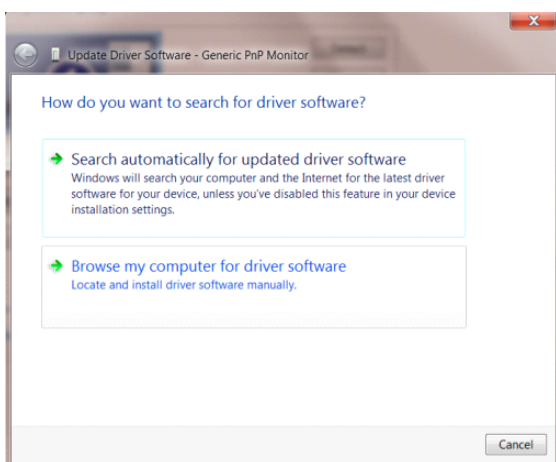 Update Driver Software - Generic PnP Monitor
How do you want to search for driver software?
Search automatically for updated driver software
Windows will search your computer and the Internet for the latest driver
software for your device, unless you've disabled this feature in your device
installation settings.
Browse my computer for driver software
Locate and install driver software manually.
Cancel